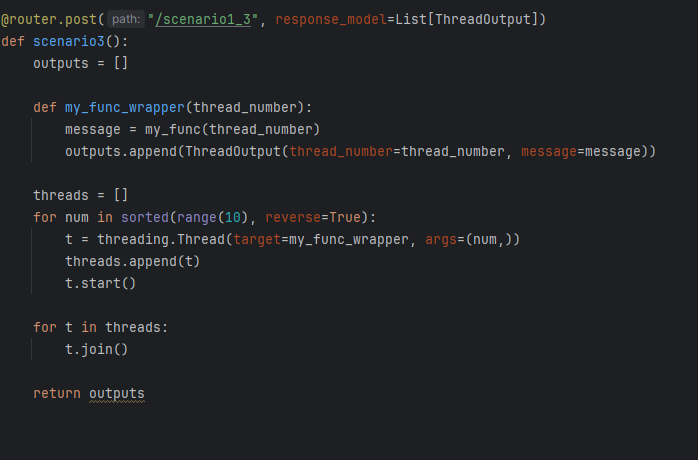 @router.post(path: "/scenario1_3", response_model=List[ThreadOutput])
def scenario3():
    outputs = []
    def my_func_wrapper(thread_number):
        message = my_func(thread_number)
        outputs.append(ThreadOutput(thread_number=thread_number, message=message))
    threads = []
    for num in sorted(range(10), reverse=True):
        t = threading.Thread(target=my_func_wrapper, args=(num,))
        threads.append(t)
        t.start()
    for t in threads:
        t.join()
    return outputs